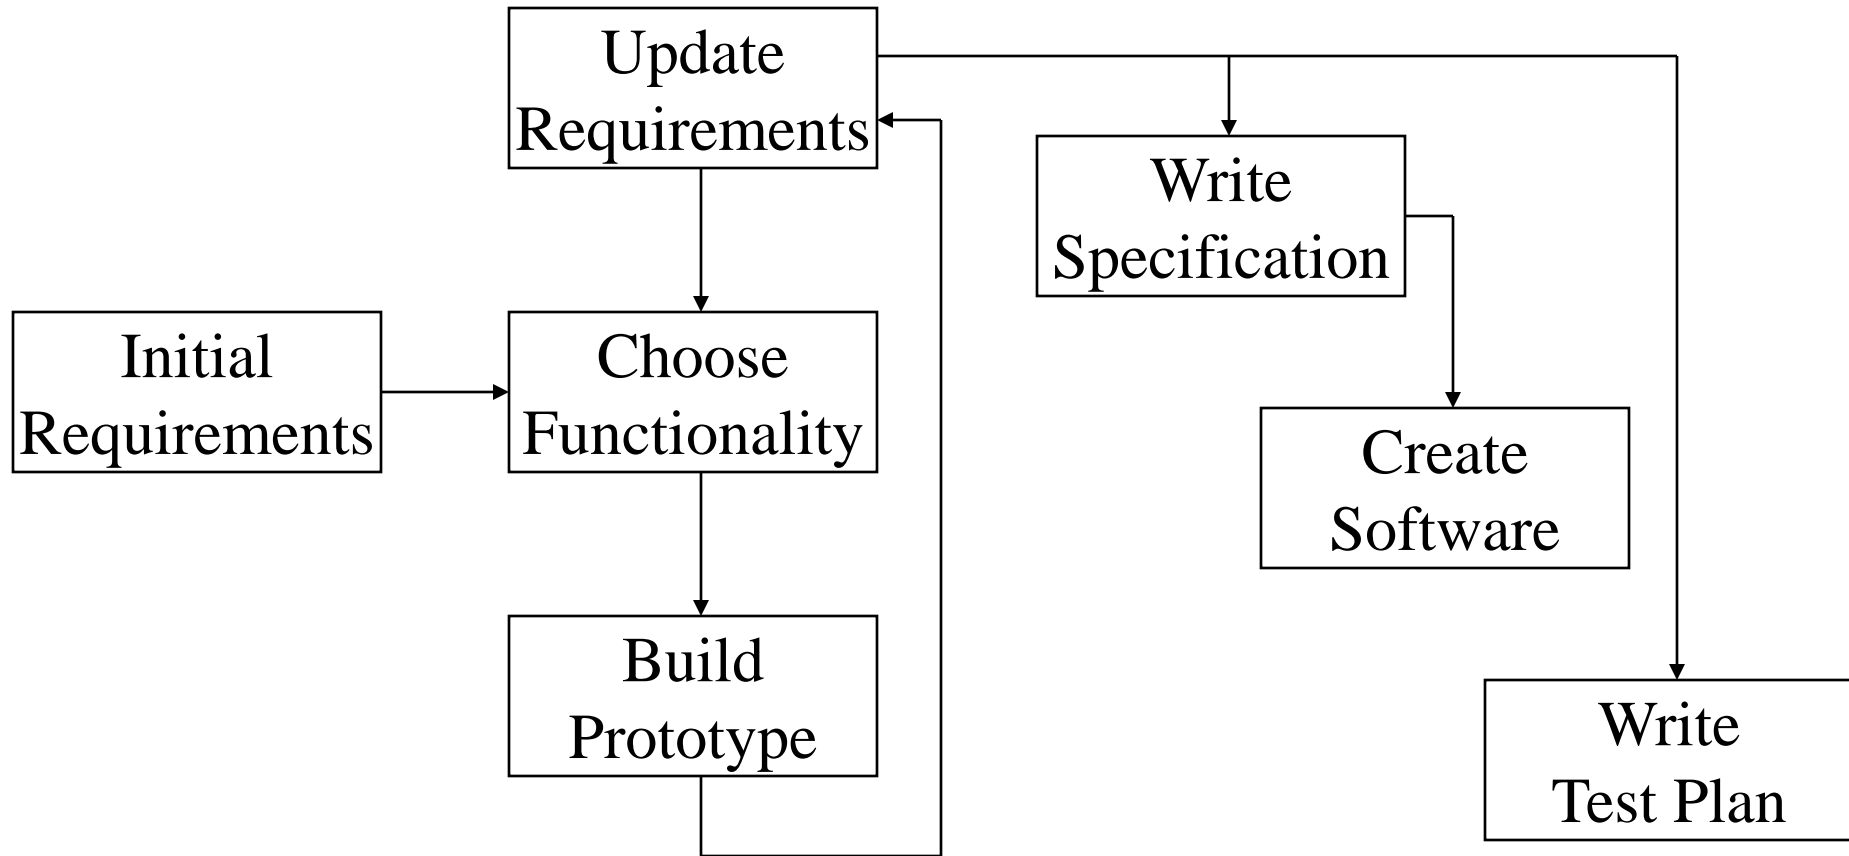 Update
Requirements
Write
Specification
Initial
Requirements
Choose
Functionality
Create
Software
Build
Prototype
Write
Test Plan